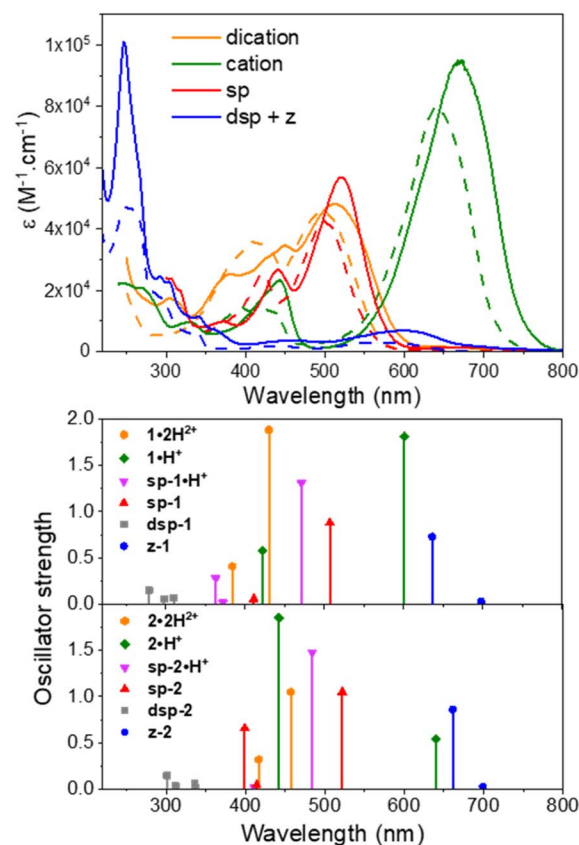 1x10⁵
8x10⁴
6x10⁴
4x10⁴
2x10⁴
0
ε (M⁻¹.cm⁻¹)
dication
cation
sp
dsp + z
300 400 500 600 700 800
Wavelength (nm)
2.0
1.5
1.0
0.5
0.0
1•2H²⁺
1•H⁺
sp-1•H⁺
sp-1
dsp-1
z-1
Oscillator strength
1.5
1.0
0.5
0.0
2•2H²⁺
2•H⁺
sp-2•H⁺
sp-2
dsp-2
z-2
300 400 500 600 700 800
Wavelength (nm)